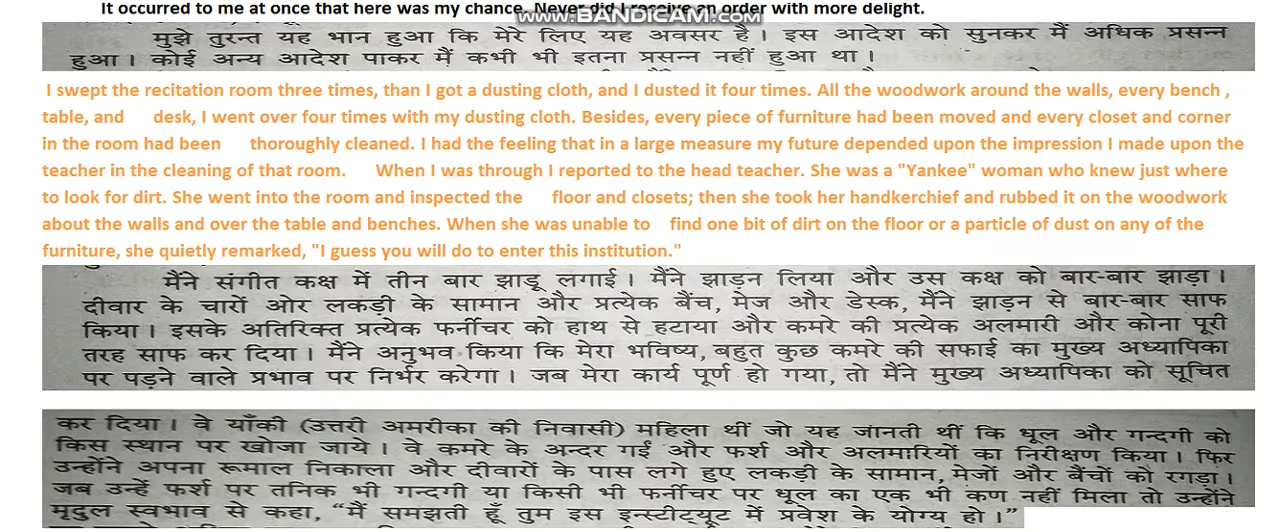 It occurred to me at once that here was my chance. Never did I receive an order with more delight.
WWW.BANDICAM.COM
मुझे तुरन्त यह भान हुआ कि मेरे लिए यह अवसर है। इस आदेश को सुनकर मैं अधिक प्रसन्न
हुआ। कोई अन्य आदेश पाकर मैं कभी भी इतना प्रसन्न नहीं हुआ था।
I swept the recitation room three times, than I got a dusting cloth, and I dusted it four times. All the woodwork around the walls, every bench ,
table, and desk, I went over four times with my dusting cloth. Besides, every piece of furniture had been moved and every closet and corner
in the room had been thoroughly cleaned. I had the feeling that in a large measure my future depended upon the impression I made upon the
teacher in the cleaning of that room. When I was through I reported to the head teacher. She was a "Yankee" woman who knew just where
to look for dirt. She went into the room and inspected the floor and closets; then she took her handkerchief and rubbed it on the woodwork
about the walls and over the table and benches. When she was unable to find one bit of dirt on the floor or a particle of dust on any of the
furniture, she quietly remarked, "I guess you will do to enter this institution."
मैंने संगीत कक्ष में तीन बार झाडू लगाई। मैंने झाड़न लिया और उस कक्ष को बार-बार झाड़ा।
दीवार के चारों ओर लकड़ी के सामान और प्रत्येक बैंच, मेज और डेस्क, मैंने झाड़न से बार-बार साफ
किया। इसके अतिरिक्त प्रत्येक फर्नीचर को हाथ से हटाया और कमरे की प्रत्येक अलमारी और कोना पूरी
तरह साफ कर दिया। मैंने अनुभव किया कि मेरा भविष्य, बहुत कुछ कमरे की सफाई का मुख्य अध्यापिका
पर पड़ने वाले प्रभाव पर निर्भर करेगा। जब मेरा कार्य पूर्ण हो गया, तो मैंने मुख्य अध्यापिका को सूचित
कर दिया। वे याँकी (उत्तरी अमरीका की निवासी) महिला थीं जो यह जानती थीं कि धूल और गन्दगी को
किस स्थान पर खोजा जाये। वे कमरे के अन्दर गईं और फर्श और अलमारियों का निरीक्षण किया। फिर
उन्होंने अपना रूमाल निकाला और दीवारों के पास लगे हुए लकड़ी के सामान, मेजों और बैंचों को रगड़ा।
जब उन्हें फर्श पर तनिक भी गन्दगी या किसी भी फर्नीचर पर धूल का एक भी कण नहीं मिला तो उन्होंने
मृदुल स्वभाव से कहा, “मैं समझती हूँ तुम इस इन्स्टीट्यूट में प्रवेश के योग्य हो।”